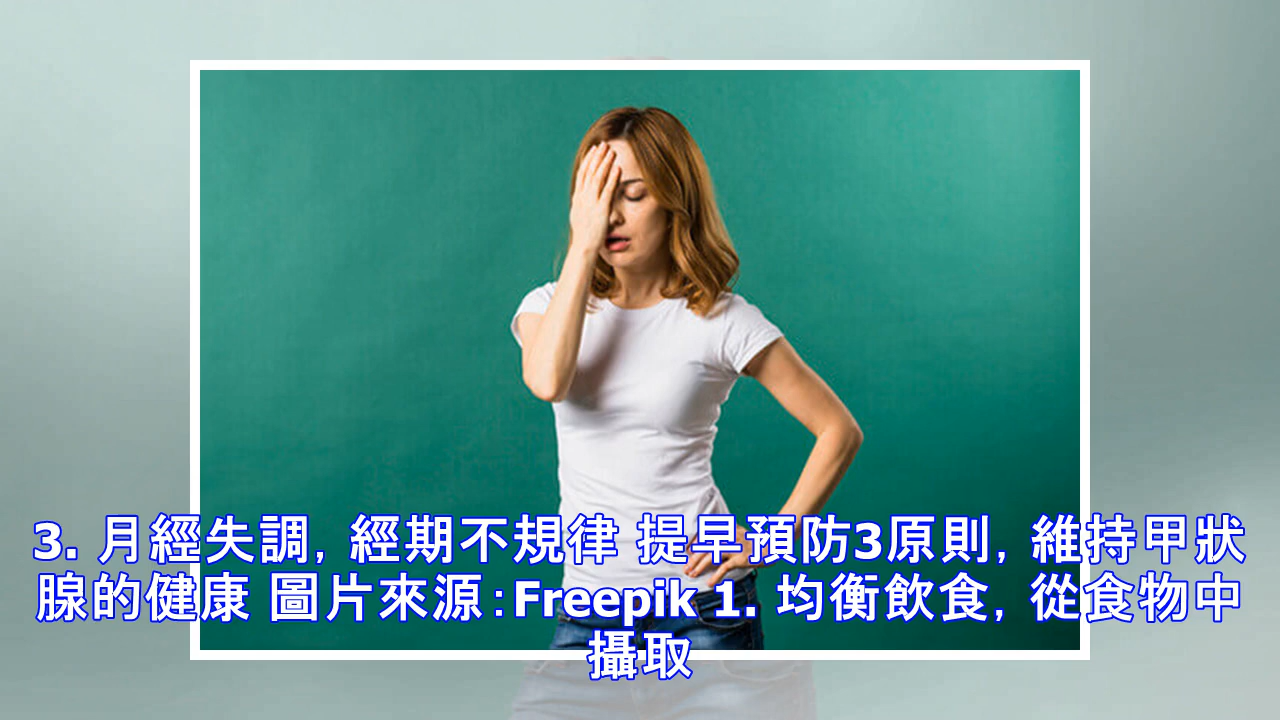 3. 月經失調, 經期不規律 提早預防3原則, 維持甲狀
腺的健康 圖片來源:Freepik 1. 均衡飲食, 從食物中
攝取